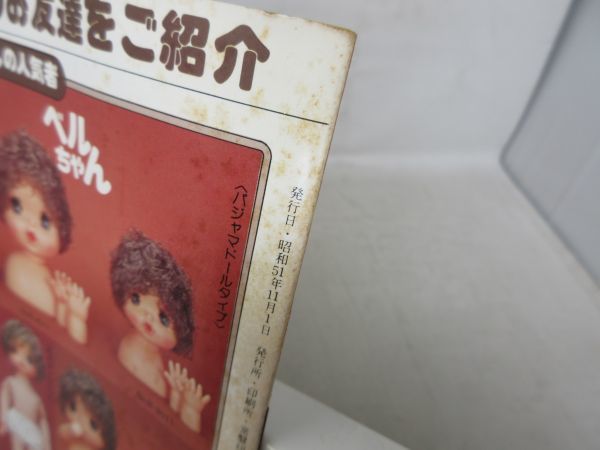 お友達をご紹介
の人気者
ベルちゃん
〈パジャマドールタイプ〉
発行日・昭和51年11月1日 発行所・印刷所・